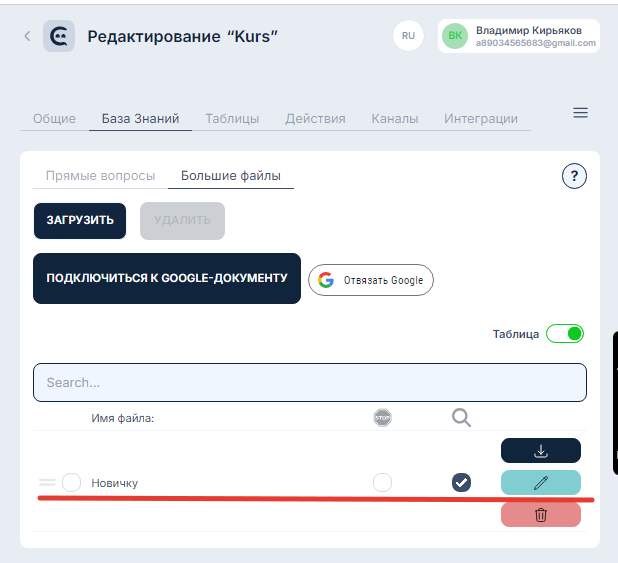 Редактирование “Kurs”
RU
ВК
Владимир Кирьяков
a89034565683@gmail.com
Общие База Знаний Таблицы Действия Каналы Интеграции
Прямые вопросы Большие файлы
?
ЗАГРУЗИТЬ УДАЛИТЬ
ПОДКЛЮЧИТЬСЯ К GOOGLE-ДОКУМЕНТУ Отвязать Google
Таблица
Search...
Имя файла: STOP
Новичку